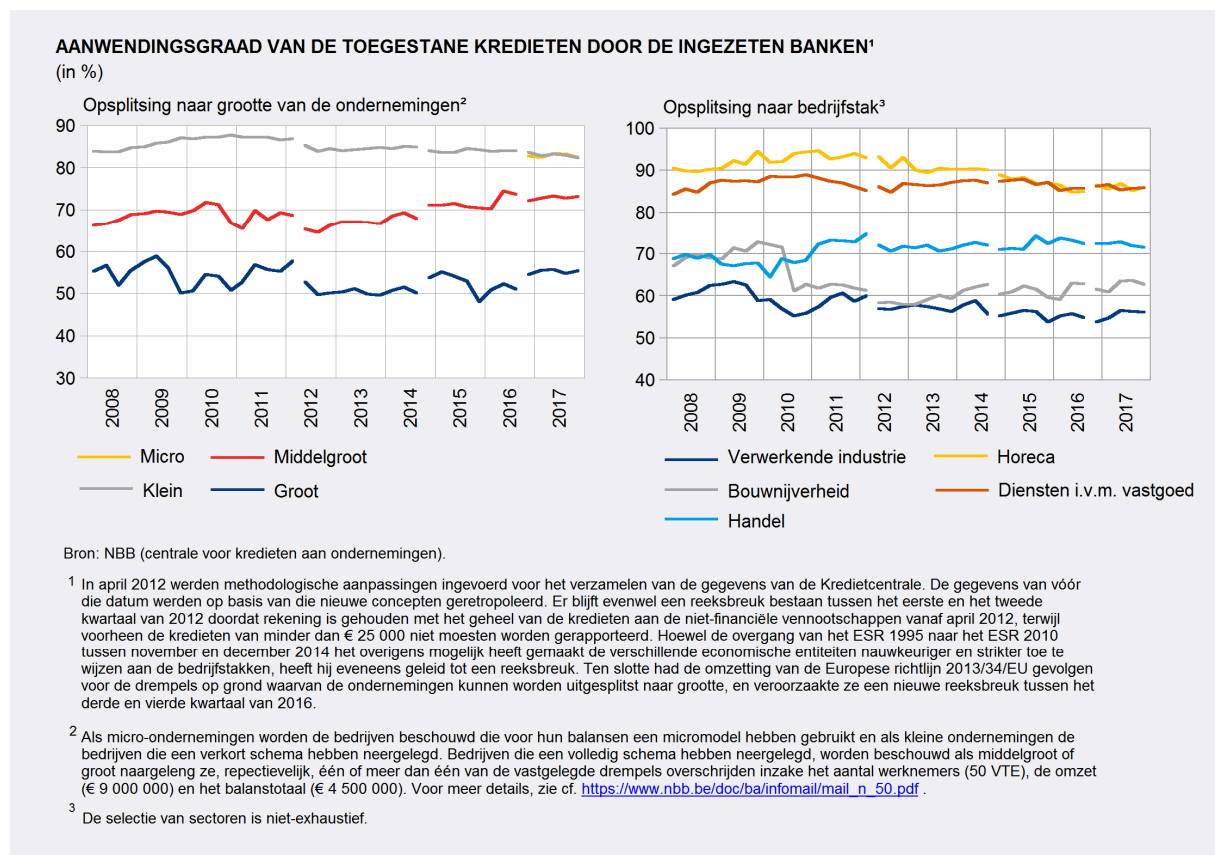 AANWENDINGSGRAAD VAN DE TOEGESTANE KREDIETEN DOOR DE INGEZETEN BANKEN¹
(in %)
Opsplitsing naar grootte van de ondernemingen²
90
80
70
60
50
40
30
2008
2009
2010
2011
2012
2013
2014
2015
2016
2017
Micro
Middelgroot
Klein
Groot
Opsplitsing naar bedrijfstak³
100
90
80
70
60
50
40
2008
2009
2010
2011
2012
2013
2014
2015
2016
2017
Verwerkende industrie
Horeca
Bouwnijverheid
Diensten i.v.m. vastgoed
Handel
Bron: NBB (centrale voor kredieten aan ondernemingen).
1 In april 2012 werden methodologische aanpassingen ingevoerd voor het verzamelen van de gegevens van de Kredietcentrale. De gegevens van vóór
die datum werden op basis van die nieuwe concepten geretropoleerd. Er blijft evenwel een reeksbreuk bestaan tussen het eerste en het tweede
kwartaal van 2012 doordat rekening is gehouden met het geheel van de kredieten aan de niet-financiële vennootschappen vanaf april 2012, terwijl
voorheen de kredieten van minder dan € 25 000 niet moesten worden gerapporteerd. Hoewel de overgang van het ESR 1995 naar het ESR 2010
tussen november en december 2014 het overigens mogelijk heeft gemaakt de verschillende economische entiteiten nauwkeuriger en strikter toe te
wijzen aan de bedrijfstakken, heeft hij eveneens geleid tot een reeksbreuk. Ten slotte had de omzetting van de Europese richtlijn 2013/34/EU gevolgen
voor de drempels op grond waarvan de ondernemingen kunnen worden uitgesplitst naar grootte, en veroorzaakte ze een nieuwe reeksbreuk tussen het
derde en vierde kwartaal van 2016.
2 Als micro-ondernemingen worden de bedrijven beschouwd die voor hun balansen een micromodel hebben gebruikt en als kleine ondernemingen de
bedrijven die een verkort schema hebben neergelegd. Bedrijven die een volledig schema hebben neergelegd, worden beschouwd als middelgroot of
groot naargeleng ze, repectievelijk, één of meer dan één van de vastgelegde drempels overschrijden inzake het aantal werknemers (50 VTE), de omzet
(€ 9 000 000) en het balanstotaal (€ 4 500 000). Voor meer details, zie cf. https://www.nbb.be/doc/ba/infomail/mail_n_50.pdf .
3 De selectie van sectoren is niet-exhaustief.